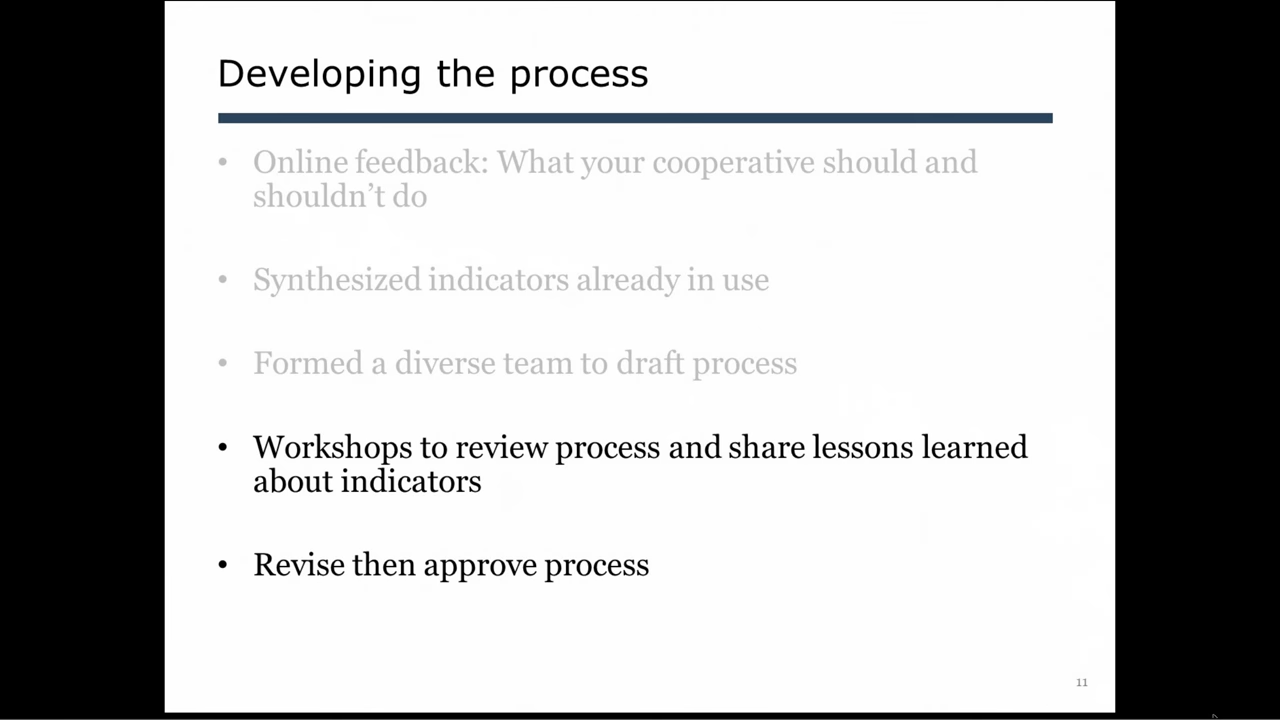 Developing the process
• Online feedback: What your cooperative should and
shouldn’t do
• Synthesized indicators already in use
• Formed a diverse team to draft process
• Workshops to review process and share lessons learned
about indicators
• Revise then approve process
11